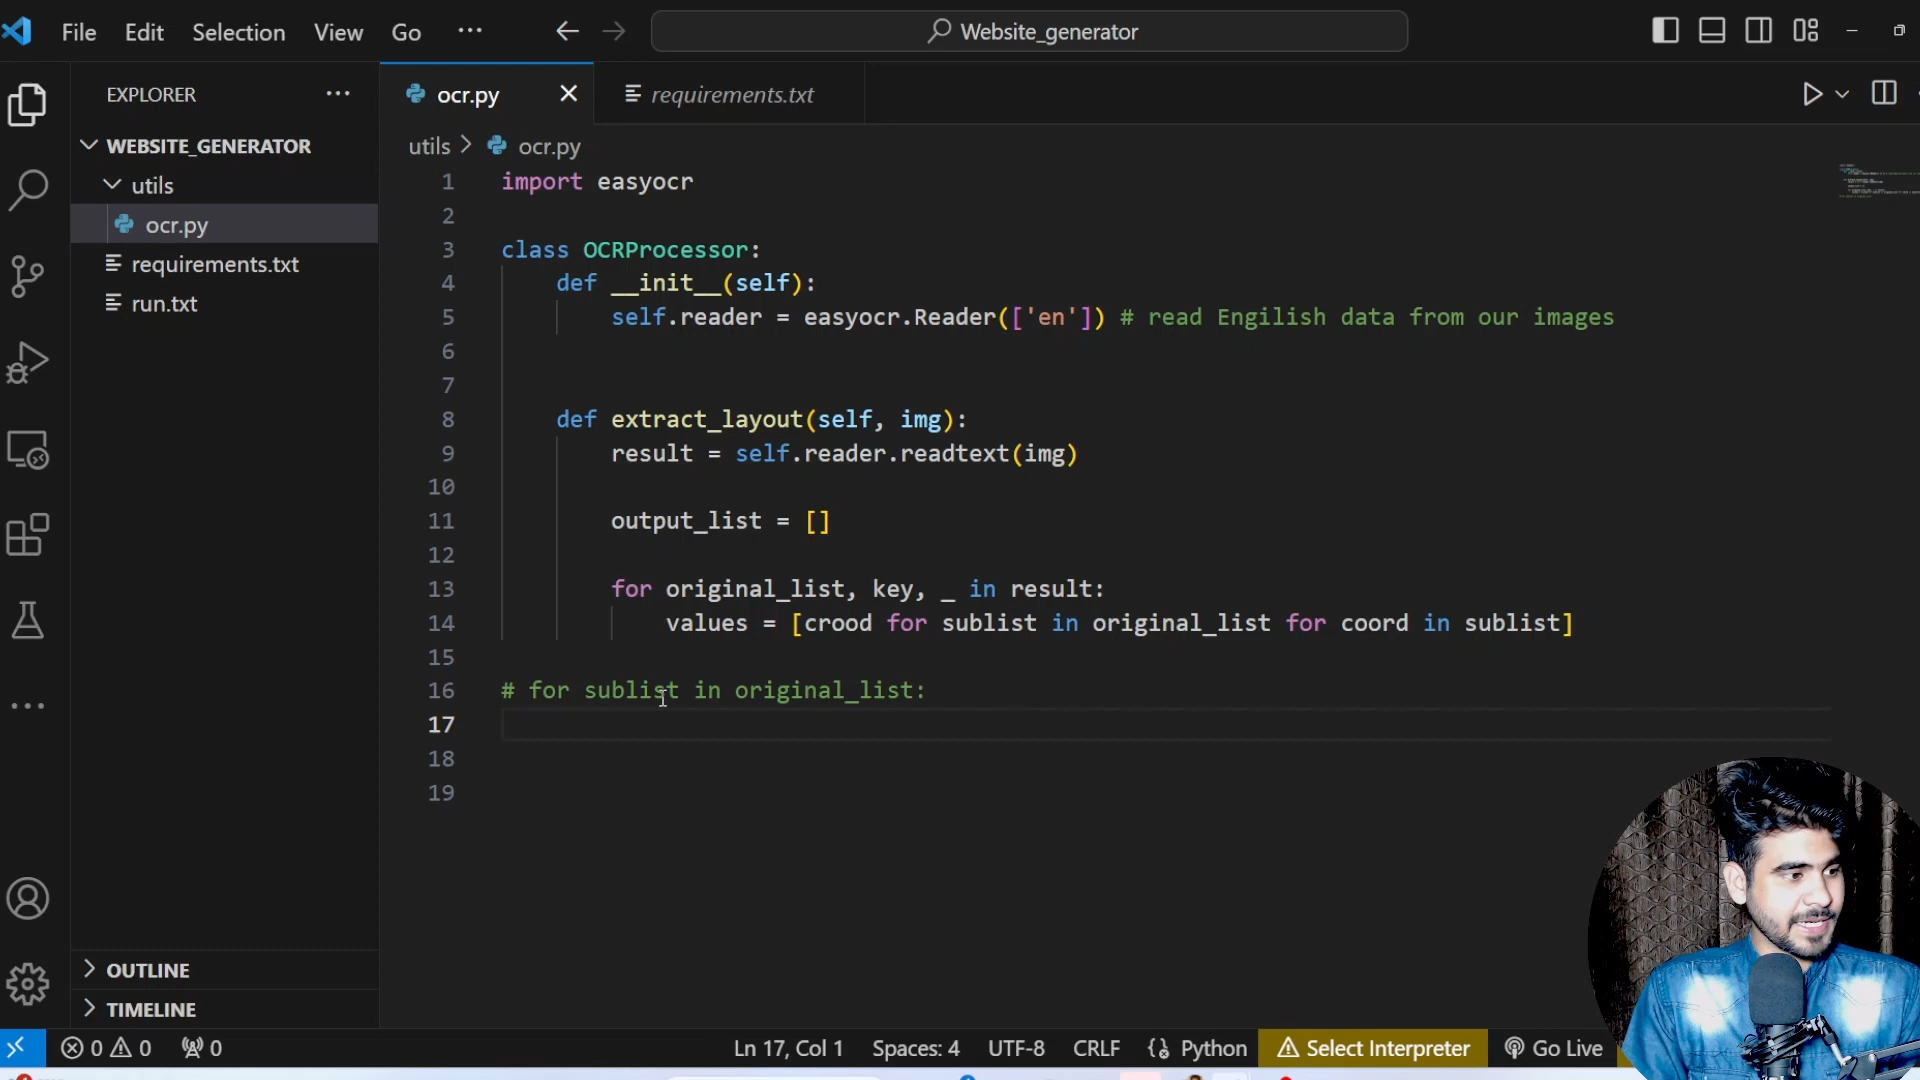 File Edit Selection View Go ··· Website_generator
EXPLORER ···
ocr.py requirements.txt
WEBSITE_GENERATOR
utils
ocr.py
requirements.txt
run.txt
utils > ocr.py
1 import easyocr
2
3 class OCRProcessor:
4 def __init__(self):
5 self.reader = easyocr.Reader(['en']) # read Engilish data from our images
6
7
8 def extract_layout(self, img):
9 result = self.reader.readtext(img)
10
11 output_list = []
12
13 for original_list, key, _ in result:
14 values = [crood for sublist in original_list for coord in sublist]
15
16 # for sublist in original_list:
17
18
19
OUTLINE
TIMELINE
0 0 0 Ln 17, Col 1 Spaces: 4 UTF-8 CRLF Python Select Interpreter Go Live